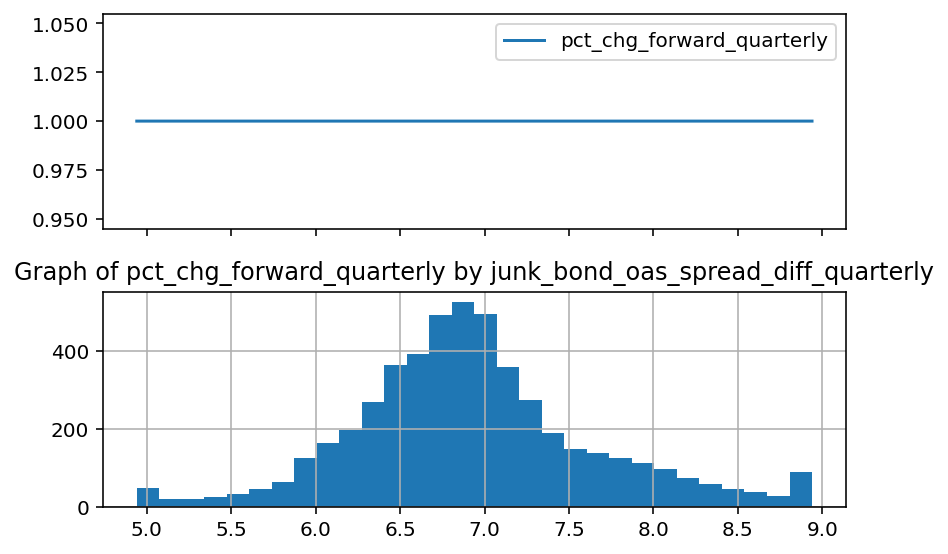 1.050
pct_chg_forward_quarterly
1.025
1.000
0.975
0.950
Graph of pct_chg_forward_quarterly by junk_bond_oas_spread_diff_quarterly
400
200
0
5.0 5.5 6.0 6.5 7.0 7.5 8.0 8.5 9.0